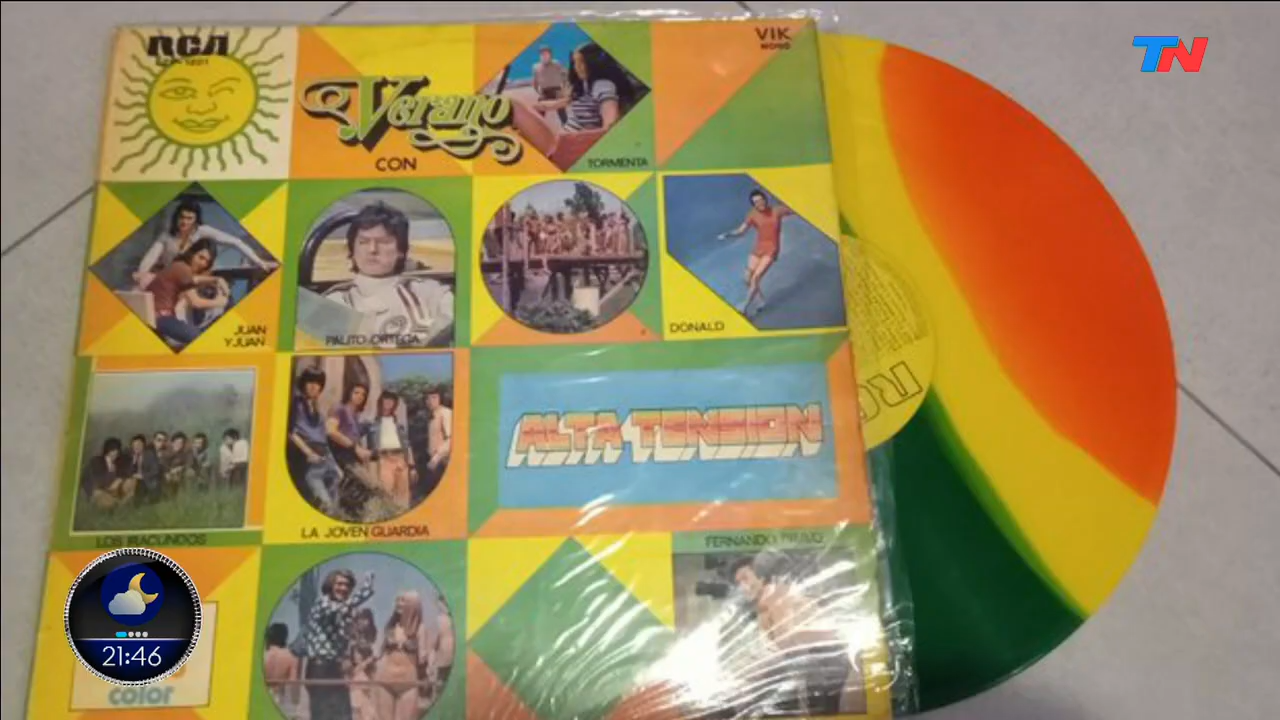 RCA
VIK
MONO
TN
Verano
CON
TORMENTA
JUAN
Y JUAN
PALITO ORTEGA
DONALD
LOS IRACUNDOS
LA JOVEN GUARDIA
ALTA TENSION
FERNANDO
21:46
color